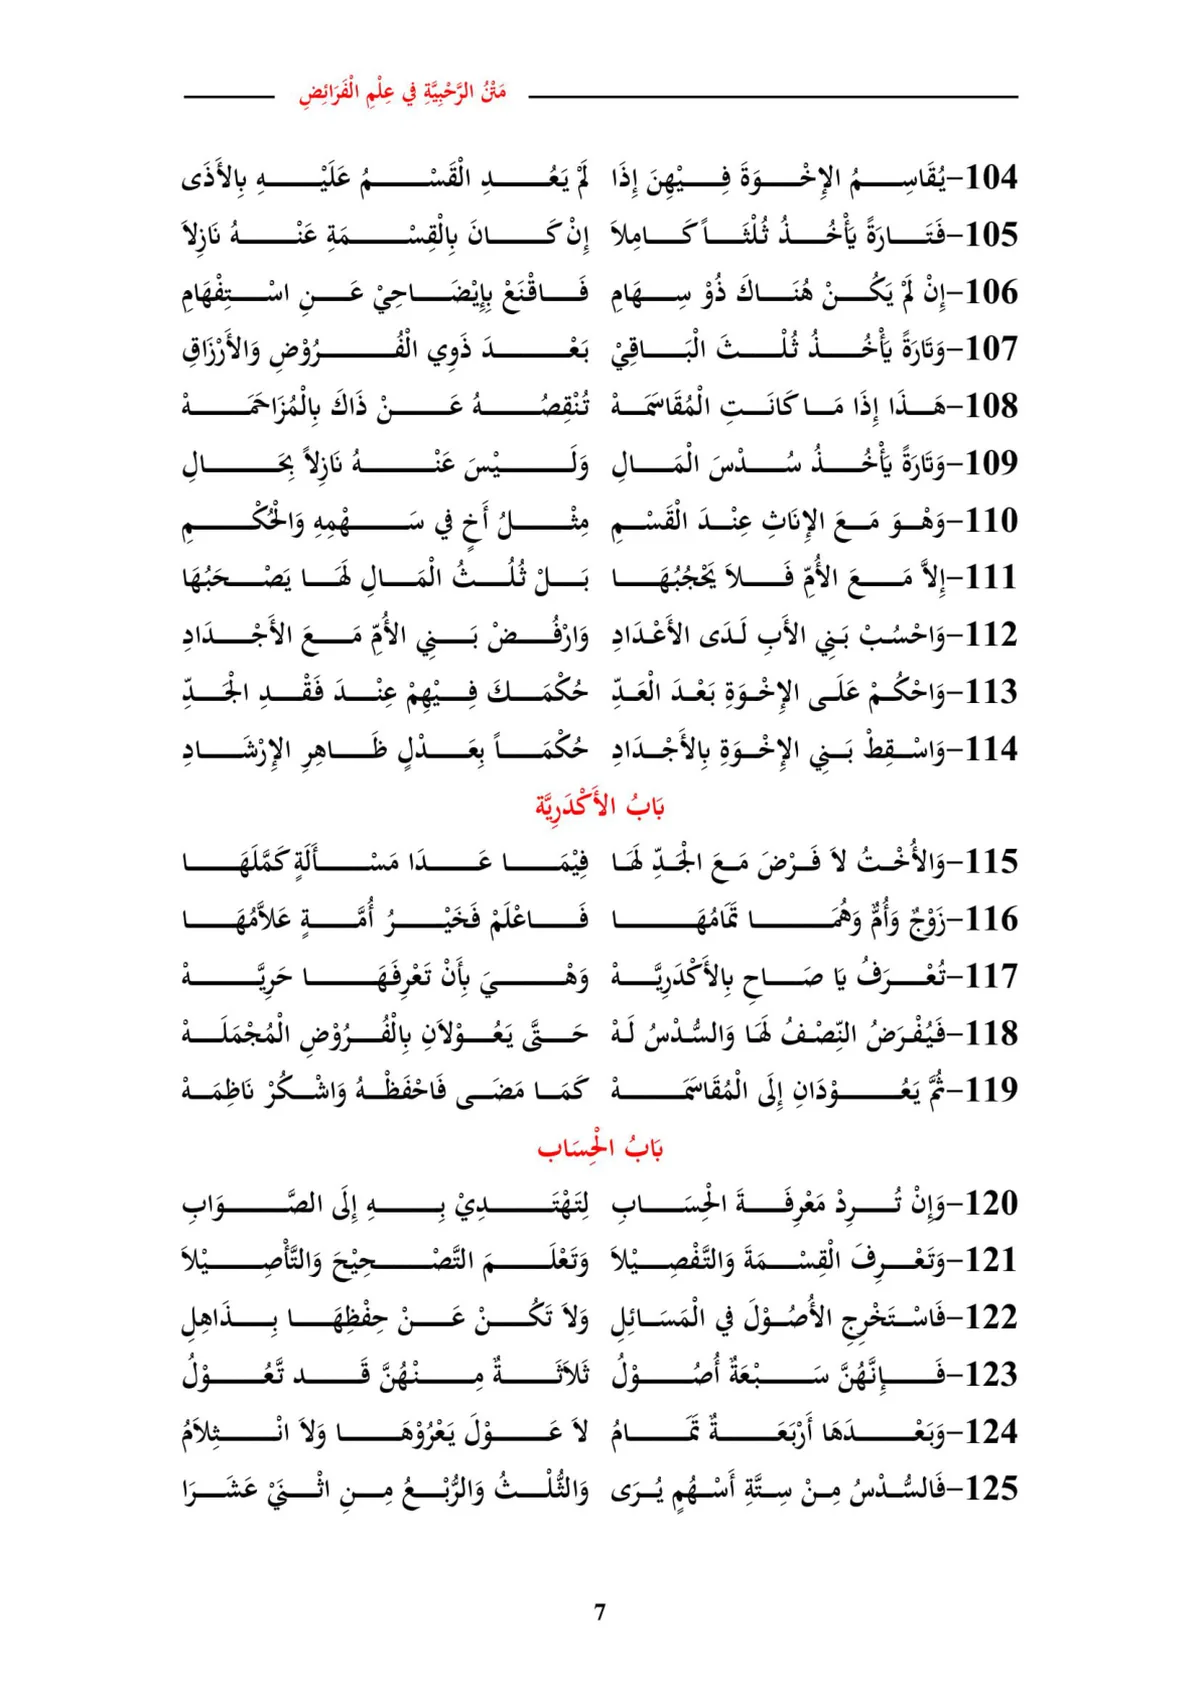 مَتْنُ الرَّحْبِيَّةِ فِي عِلْمِ الْفَرَائِضِ
104-يُقَاسِمُ الإِخْوَةَ فِيْهِنَ إِذَا لَمْ يَعُدِ الْقَسْمُ عَلَيْهِ بِالأَذَى
105-فَتَارَةً يَأْخُذُ ثُلْثَاً كَامِلاَ إِنْ كَانَ بِالْقِسْمَةِ عَنْهُ نَازِلاَ
106-إِنْ لَمْ يَكُنْ هُنَاكَ ذُوْ سِهَامِ فَاقْنَعْ بِإِيْضَاحِيْ عَنِ اسْتِفْهَامِ
107-وَتَارَةً يَأْخُذُ ثُلْثَ الْبَاقِيْ بَعْدَ ذَوِي الْفُرُوْضِ وَالأَرْزَاقِ
108-هَذَا إِذَا مَا كَانَتِ الْمُقَاسَمَهْ تُنْقِصُهُ عَنْ ذَاكَ بِالْمُزَاحَمَهْ
109-وَتَارَةً يَأْخُذُ سُدْسَ الْمَالِ وَلَيْسَ عَنْهُ نَازِلاً بِحَالِ
110-وَهْوَ مَعَ الإِنَاثِ عِنْدَ الْقَسْمِ مِثْلُ أَخٍ فِي سَهْمِهِ وَالْحُكْمِ
111-إِلاَّ مَعَ الأُمِّ فَلاَ يَحْجُبُهَا بَلْ ثُلُثُ الْمَالِ لَهَا يَصْحَبُهَا
112-وَاحْسُبْ بَنِي الأَبِ لَدَى الأَعْدَادِ وَارْفُضْ بَنِي الأُمِّ مَعَ الأَجْدَادِ
113-وَاحْكُمْ عَلَى الإِخْوَةِ بَعْدَ الْعَدِّ حُكْمَكَ فِيْهِمْ عِنْدَ فَقْدِ الْجَدِّ
114-وَاسْقِطْ بَنِي الإِخْوَةِ بِالأَجْدَادِ حُكْمَاً بِعَدْلٍ ظَاهِرِ الإِرْشَادِ
بَابُ الأَكْدَرِيَّة
115-وَالأُخْتُ لاَ فَرْضَ مَعَ الْجَدِّ لَهَا فِيْمَا عَدَا مَسْأَلَةٍ كَمَّلَهَا
116-زَوْجٌ وَأُمٌّ وَهُمَا تَمَامُهَا فَاعْلَمْ فَخَيْرُ أُمَّةٍ عَلاَّمُهَا
117-تُعْرَفُ يَا صَاحِ بِالأَكْدَرِيَّهْ وَهْيَ بِأَنْ تَعْرِفَهَا حَرِيَّهْ
118-فَيُفْرَضُ النِّصْفُ لَهَا وَالسُّدْسُ لَهْ حَتَّى يَعُوْلاَنِ بِالْفُرُوْضِ الْمُجْمَلَهْ
119-ثُمَّ يَعُوْدَانِ إِلَى الْمُقَاسَمَهْ كَمَا مَضَى فَاحْفَظْهُ وَاشْكُرْ نَاظِمَهْ
بَابُ الْحِسَاب
120-وَإِنْ تُرِدْ مَعْرِفَةَ الْحِسَابِ لِتَهْتَدِيْ بِهِ إِلَى الصَّوَابِ
121-وَتَعْرِفَ الْقِسْمَةَ وَالتَّفْصِيْلاَ وَتَعْلَمَ التَّصْحِيْحَ وَالتَّأْصِيْلاَ
122-فَاسْتَخْرِجِ الأُصُوْلَ فِي الْمَسَائِلِ وَلاَ تَكُنْ عَنْ حِفْظِهَا بِذَاهِلِ
123-فَإِنَّهُنَّ سَبْعَةٌ أُصُوْلُ ثَلاَثَةٌ مِنْهُنَّ قَد تَّعُوْلُ
124-وَبَعْدَهَا أَرْبَعَةٌ تَمَامُ لاَ عَوْلَ يَعْرُوْهَا وَلاَ انْثِلاَمُ
125-فَالسُّدْسُ مِنْ سِتَّةِ أَسْهُمٍ يُرَى وَالثُّلْثُ وَالرُّبْعُ مِنِ اثْنَيْ عَشَرَا
7